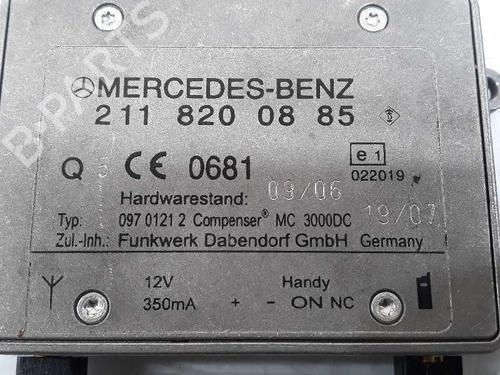 MERCEDES-BENZ
211 820 08 85
Q CE 0681
e1
022019
Hardwarestand: 09/06
Typ: 097 0121 2 Compenser® MC 3000DC 19/07
Zul.-Inh.: Funkwerk Dabendorf GmbH Germany
12V Handy
350mA + - ON NC
B-PARTS